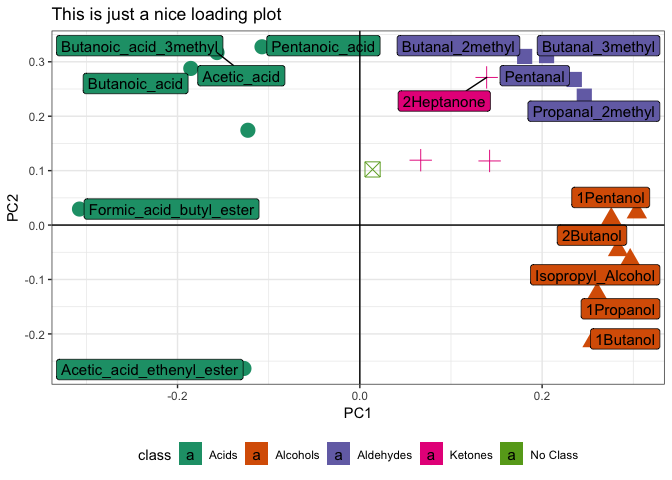 This is just a nice loading plot
Butanoic_acid_3methyl
Pentanoic_acid
Butanal_2methyl
Butanal_3methyl
Acetic_acid
Pentanal
Butanoic_acid
2Heptanone
Propanal_2methyl
1Pentanol
Formic_acid_butyl_ester
2Butanol
Isopropyl_Alcohol
1Propanol
1Butanol
Acetic_acid_ethenyl_ester
0.3
0.2
0.1
0.0
-0.1
-0.2
PC2
-0.2
0.0
0.2
PC1
class a Acids a Alcohols a Aldehydes a Ketones a No Class